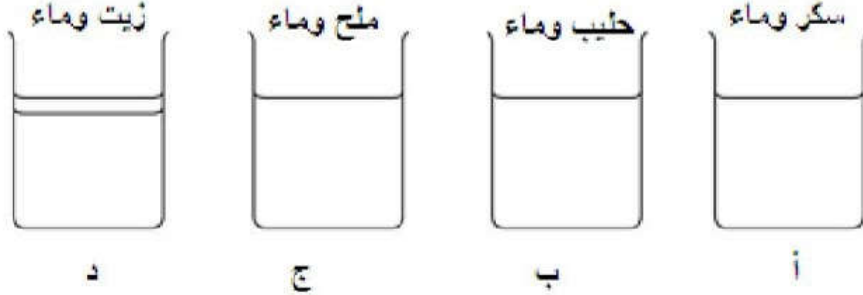 سكر وماء
حليب وماء
ملح وماء
زيت وماء
أ
ب
ج
د